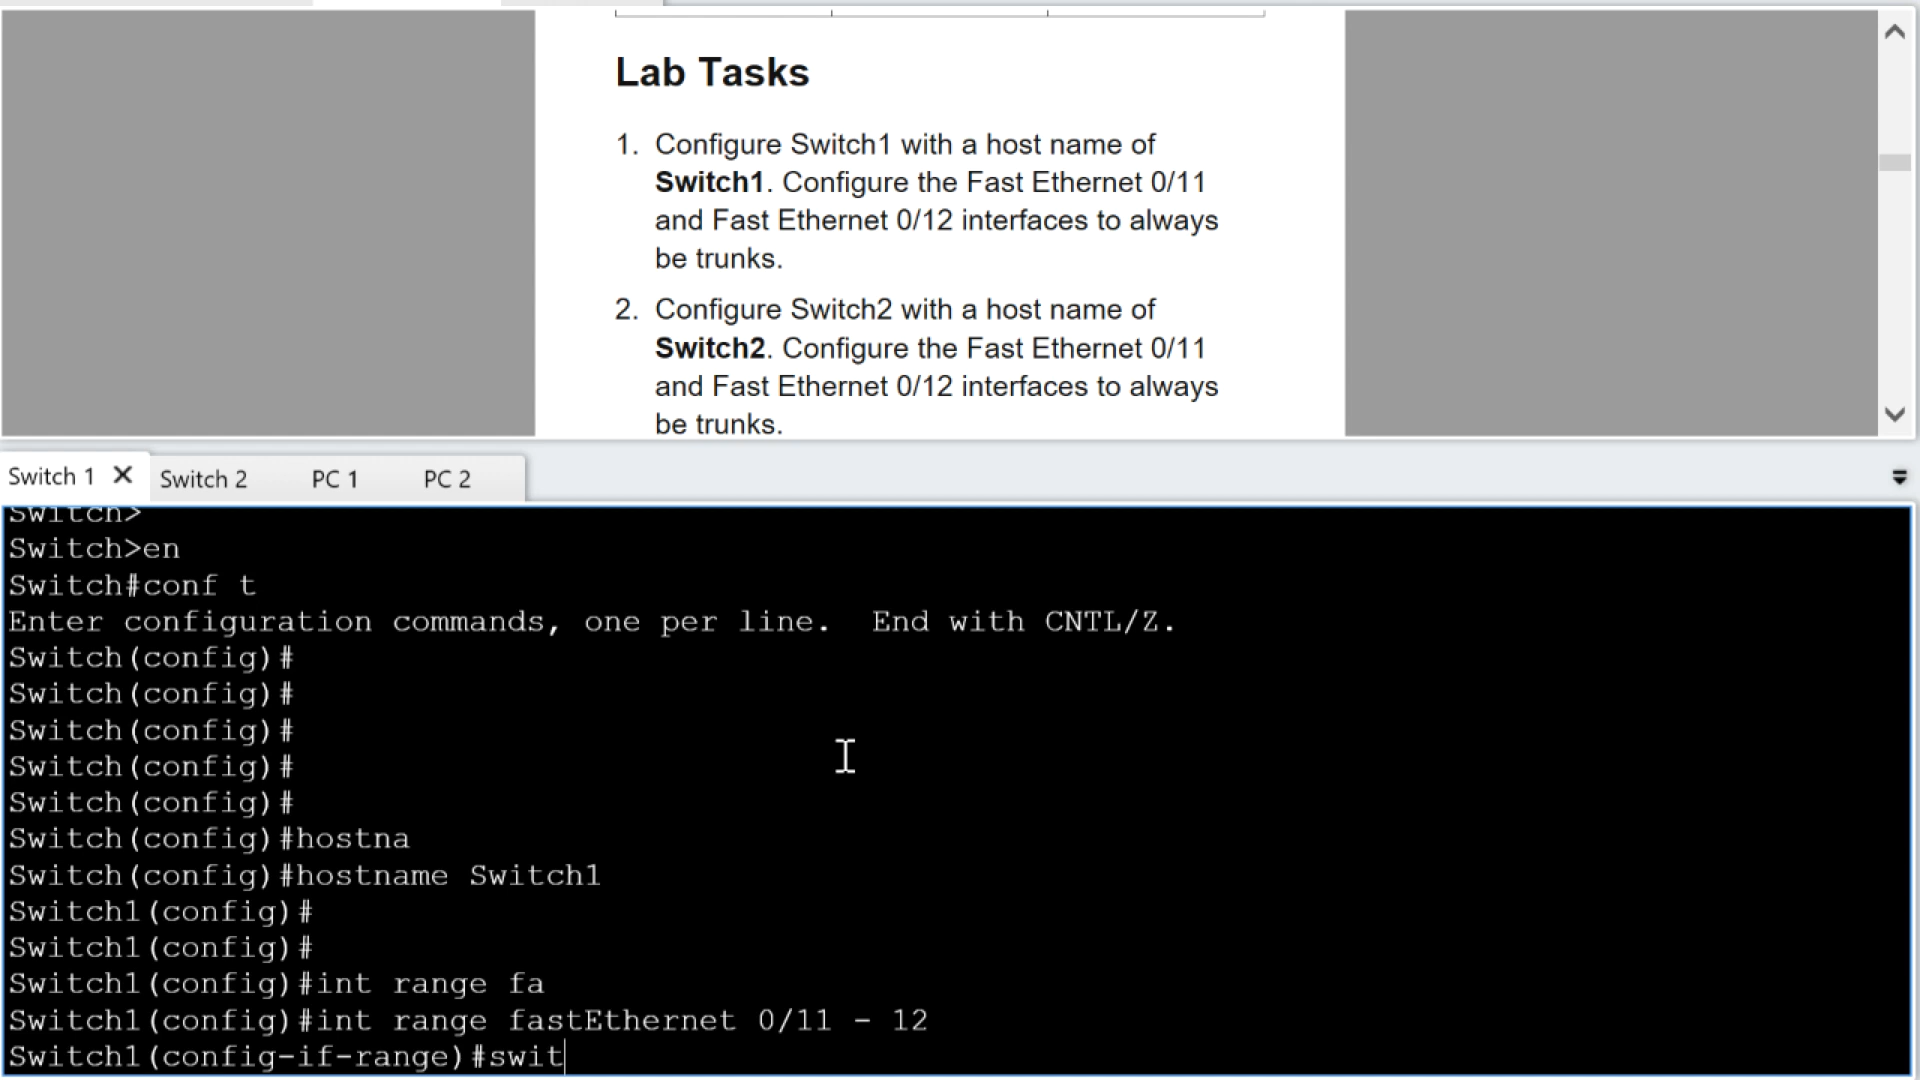 Lab Tasks
1. Configure Switch1 with a host name of
Switch1. Configure the Fast Ethernet 0/11
and Fast Ethernet 0/12 interfaces to always
be trunks.
2. Configure Switch2 with a host name of
Switch2. Configure the Fast Ethernet 0/11
and Fast Ethernet 0/12 interfaces to always
be trunks.
Switch 1 Switch 2 PC 1 PC 2
Switch>
Switch>en
Switch#conf t
Enter configuration commands, one per line.  End with CNTL/Z.
Switch(config)#
Switch(config)#
Switch(config)#
Switch(config)#
Switch(config)#
Switch(config)#hostna
Switch(config)#hostname Switch1
Switch1(config)#
Switch1(config)#
Switch1(config)#int range fa
Switch1(config)#int range fastEthernet 0/11 - 12
Switch1(config-if-range)#swit